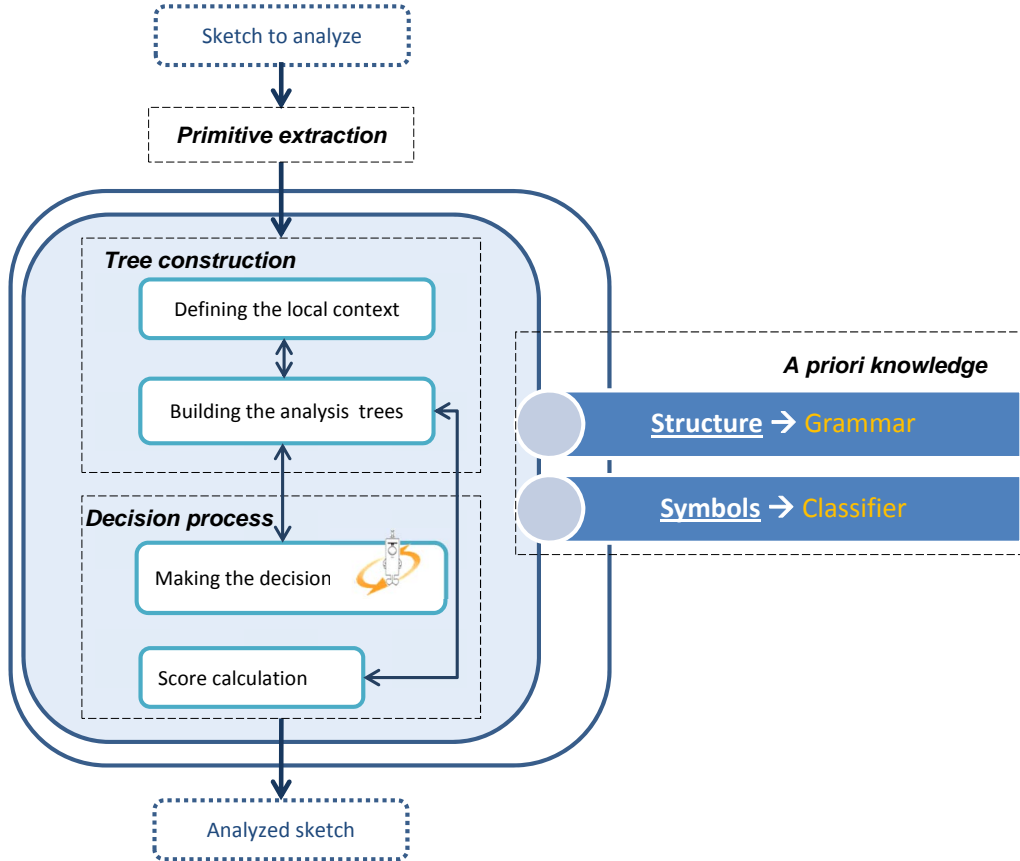 Sketch to analyze
Primitive extraction
Tree construction
Defining the local context
Building the analysis trees
A priori knowledge
Structure → Grammar
Symbols → Classifier
Decision process
Making the decision
Score calculation
Analyzed sketch